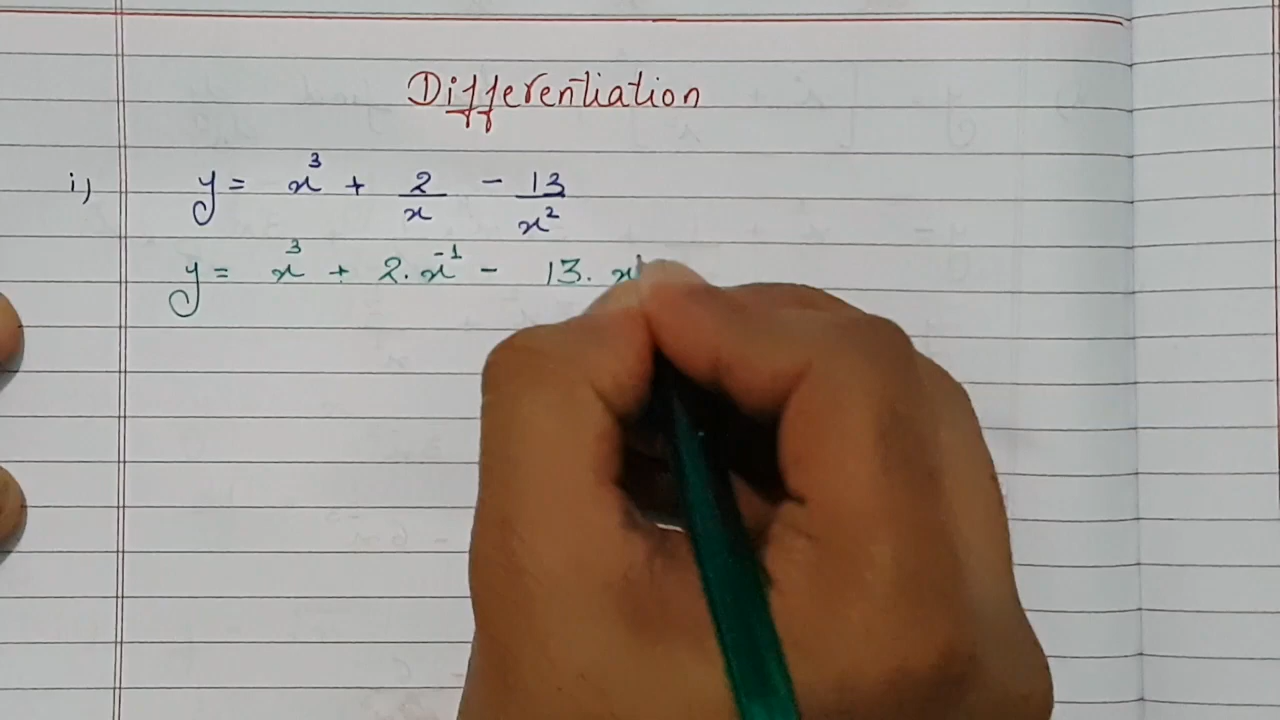 Differentiation
i) y = x³ + 2/x - 13/x²
y = x³ + 2.x⁻¹ - 13. x